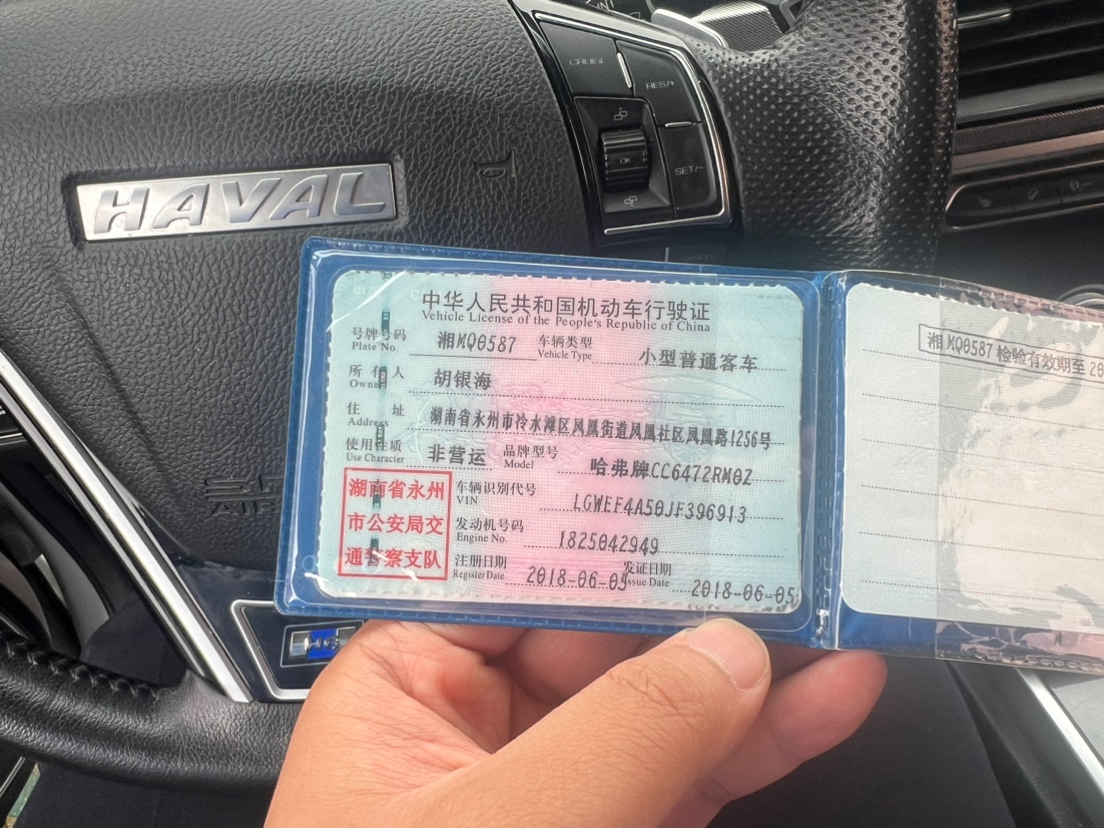 CRUISE
RES/+
OK
SET/-
HAVAL
中华人民共和国机动车行驶证
Vehicle License of the People's Republic of China
号牌号码 湘MQ0587 车辆类型 小型普通客车
Plate No. Vehicle Type
所有人 胡银海
Owner
住址 湖南省永州市冷水滩区凤凰街道凤凰社区凤凰路1256号
Address
使用性质 非营运 品牌型号 哈弗牌CC6472RM0Z
Use Character Model
湖南省永州
市公安局交
通警察支队
车辆识别代号 LGWEF4A50JF396913
VIN
发动机号码 1825042949
Engine No.
注册日期 2018-06-05 发证日期 2018-06-05
Register Date Issue Date
湘MQ0587 检验有效期至 20